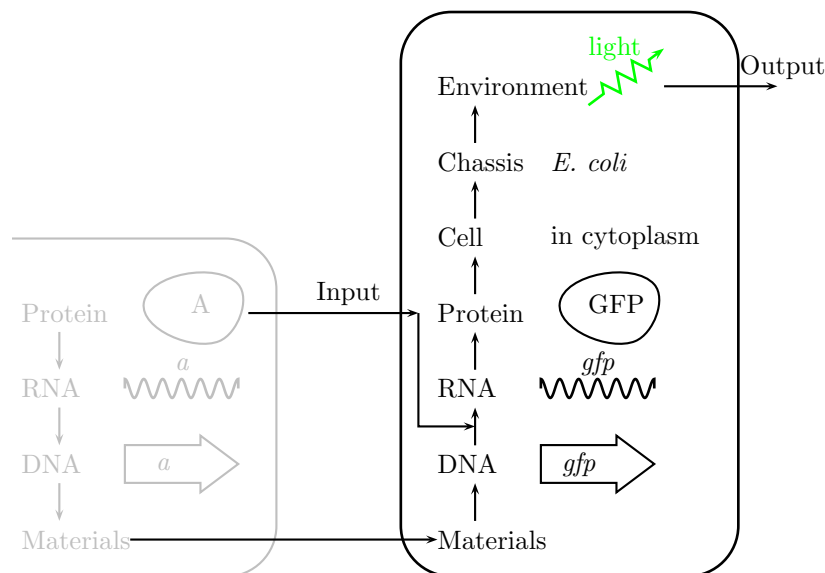 light
Output
Environment
Chassis E. coli
Cell in cytoplasm
Input
Protein A Protein GFP
a gfp
RNA RNA
DNA a DNA gfp
Materials Materials